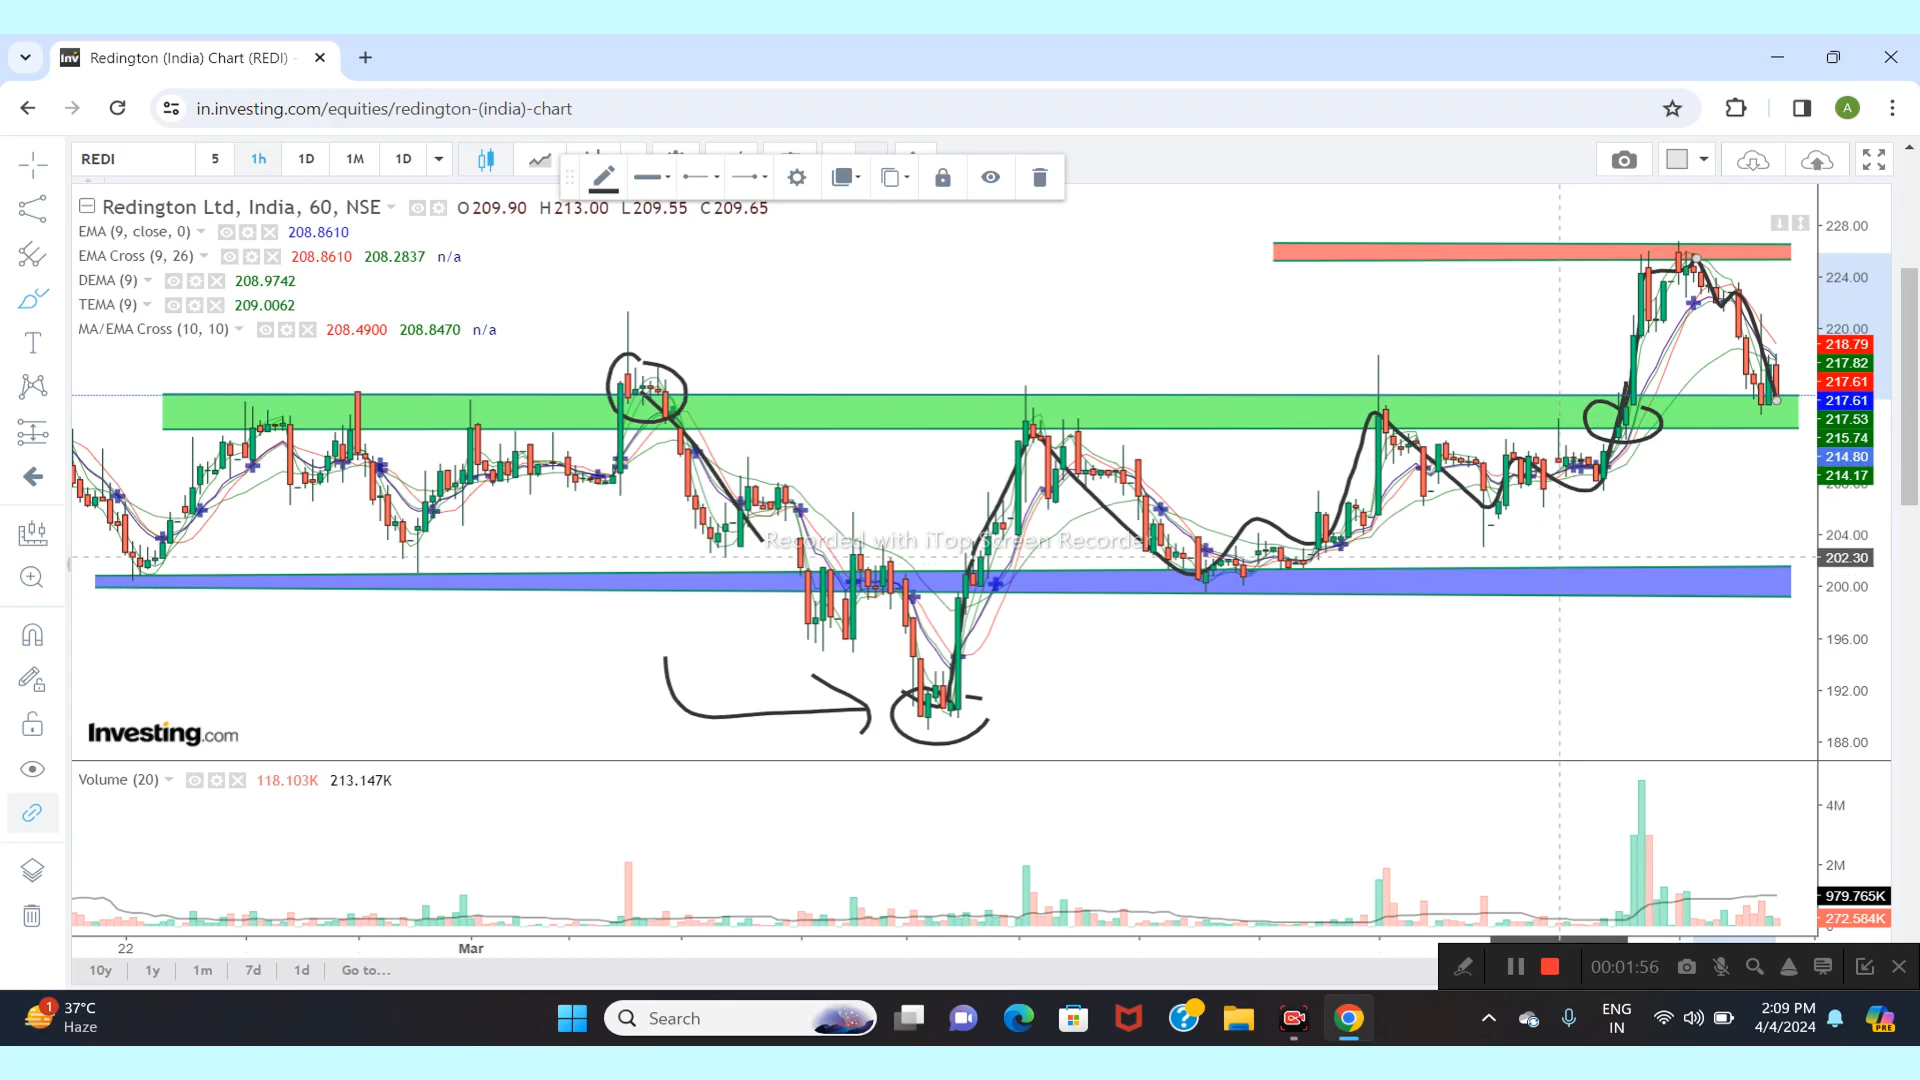 inv Redington (India) Chart (REDI) -
in.investing.com/equities/redington-(india)-chart
A
REDI 5 1h 1D 1M 1D
Redington Ltd, India, 60, NSE O209.90 H213.00 L209.55 C209.65
EMA (9, close, 0) 208.8610
EMA Cross (9, 26) 208.8610 208.2837 n/a
DEMA (9) 208.9742
TEMA (9) 209.0062
MA/EMA Cross (10, 10) 208.4900 208.8470 n/a
228.00
224.00
220.00
218.79
217.82
217.61
217.61
217.53
215.74
214.80
214.17
204.00
202.30
200.00
196.00
192.00
188.00
Recorded with iTop Screen Recorder
Investing.com
Volume (20) 118.103K 213.147K
4M
2M
979.765K
272.584K
22 Mar
10y 1y 1m 7d 1d Go to...
00:01:56
1 37°C
Haze
Search
ENG
IN
2:09 PM
4/4/2024
PRE